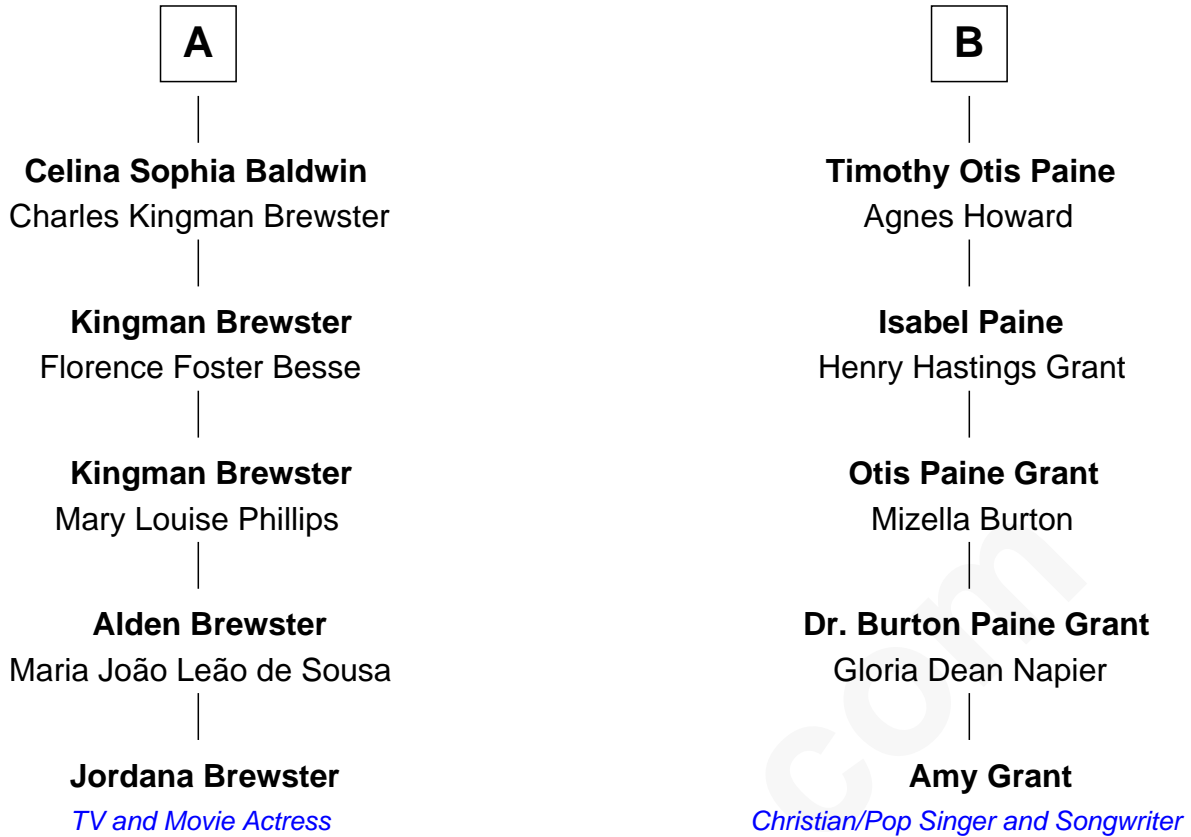 A
Celina Sophia Baldwin
Charles Kingman Brewster
Kingman Brewster
Florence Foster Besse
Kingman Brewster
Mary Louise Phillips
Alden Brewster
Maria João Leão de Sousa
Jordana Brewster
TV and Movie Actress
B
Timothy Otis Paine
Agnes Howard
Isabel Paine
Henry Hastings Grant
Otis Paine Grant
Mizella Burton
Dr. Burton Paine Grant
Gloria Dean Napier
Amy Grant
Christian/Pop Singer and Songwriter
com